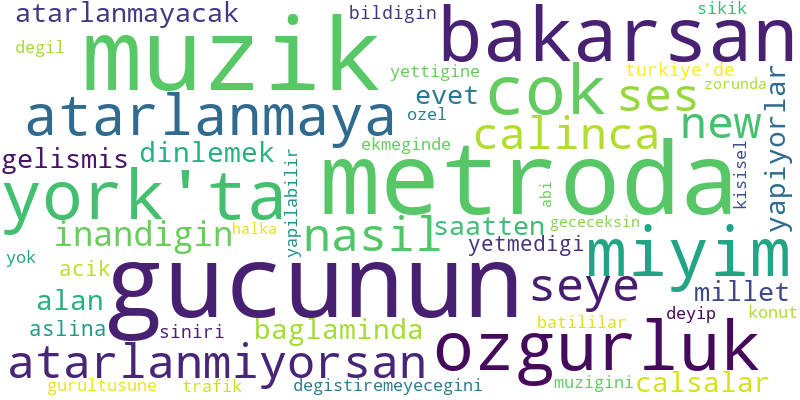 atarlanmayacak
bildigin
sikik
degil
muzik
bakarsan
yettigine
turkiye'de
atarlanmaya
evet
cok
ses
zorunda
ozel
new
calinca
yapiyorlar
gelismis
dinlemek
ekmeginde
metroda
kisisel
york'ta
yapilabilir
abi
inandigin
halka
nasil
saatten
gececeksin
yetmedigi
miyim
yok
acik
gucunun
seye
millet
alan
aslina
siniri
baglaminda
batililar
deyip
konut
atarlanmiyorsan
ozgurluk
gurultusune
trafik
degistiremeyecegini
muzigini
calsalar